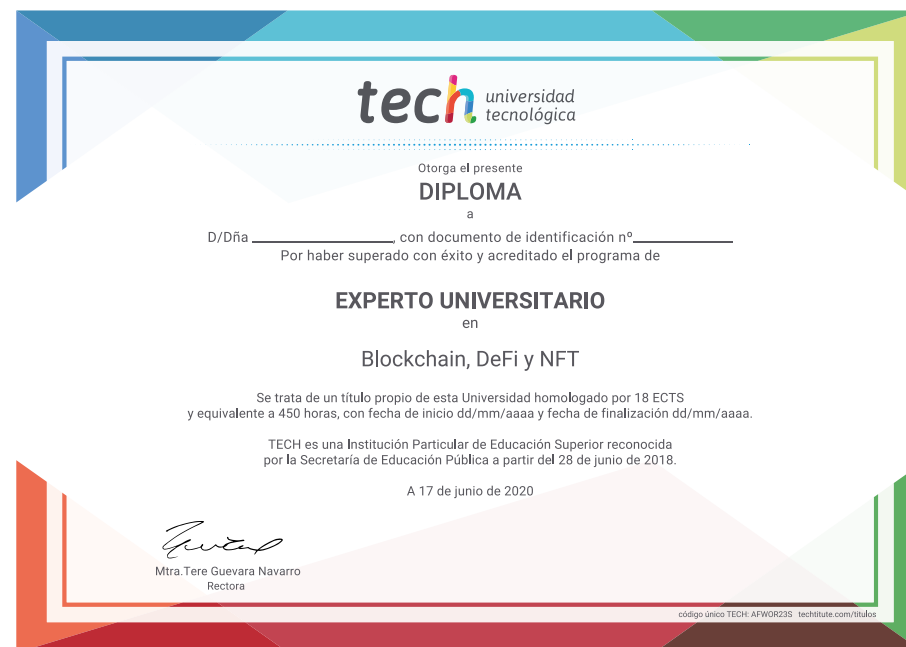 tech universidad
tecnológica
Otorga el presente
DIPLOMA
a
D/Dña ____________________, con documento de identificación nº______________
Por haber superado con éxito y acreditado el programa de
EXPERTO UNIVERSITARIO
en
Blockchain, DeFi y NFT
Se trata de un título propio de esta Universidad homologado por 18 ECTS
y equivalente a 450 horas, con fecha de inicio dd/mm/aaaa y fecha de finalización dd/mm/aaaa.
TECH es una Institución Particular de Educación Superior reconocida
por la Secretaría de Educación Pública a partir del 28 de junio de 2018.
A 17 de junio de 2020
Mtra.Tere Guevara Navarro
Rectora
código único TECH: AFWOR23S techtitute.com/titulos